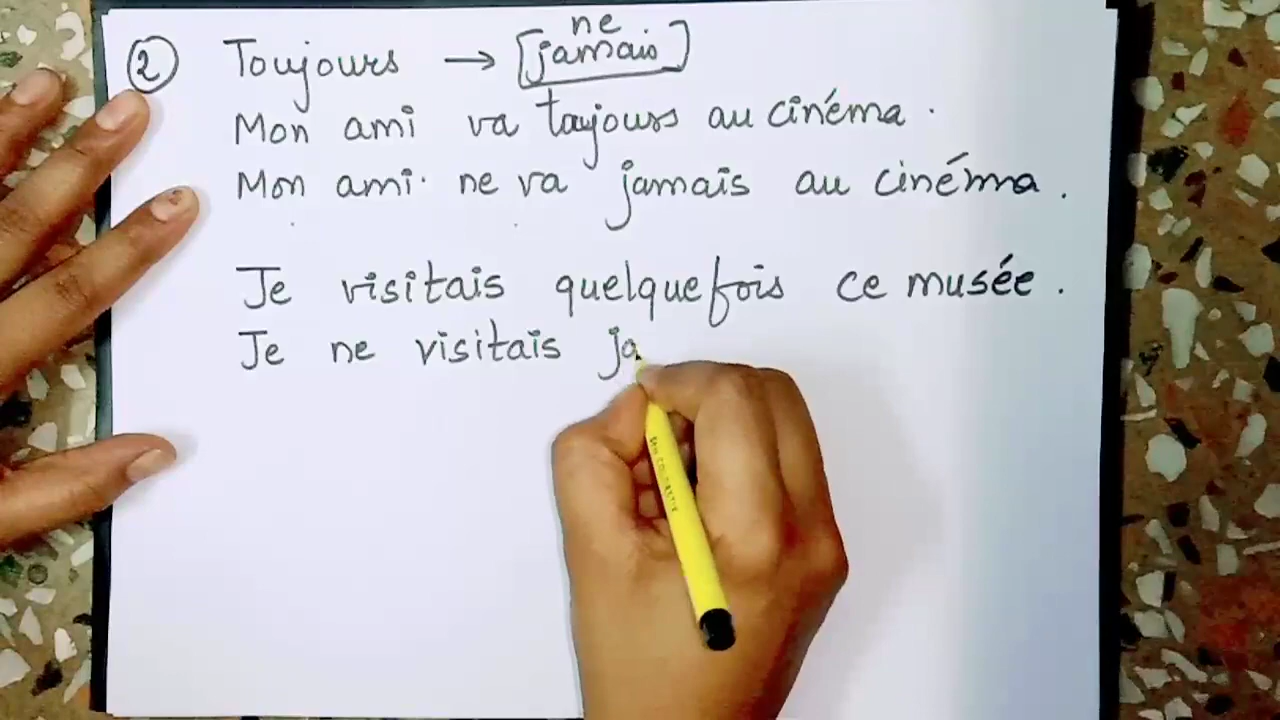 ② Toujours → [ne jamais]
Mon ami va toujours au cinéma.
Mon ami ne va jamais au cinéma.
Je visitais quelquefois ce musée.
Je ne visitais ja